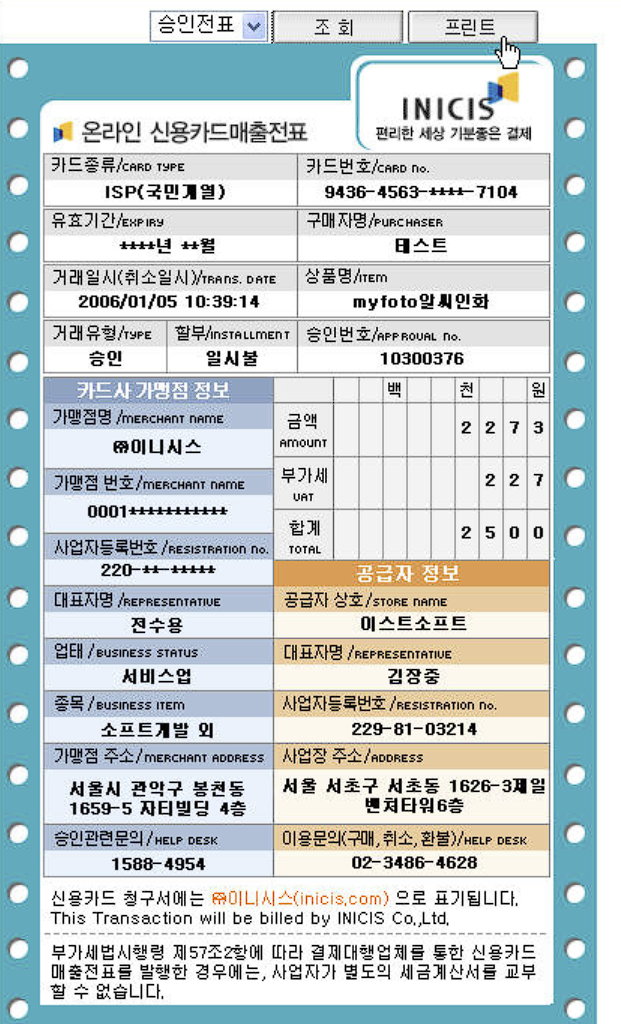 승인전표 조 회 프린트
INICIS
편리한 세상 기분좋은 결제
온라인 신용카드매출전표
카드종류/CARD TYPE 카드번호/CARD no.
ISP(국민계열) 9436-4563-****-7104
유효기간/EXPIRY 구매자명/PURCHASER
****년 **월 테스트
거래일시(취소일시)/TRANS. DATE 상품명/ITEM
2006/01/05 10:39:14 myfoto알씨인화
거래유형/TYPE 할부/INSTALLMENT 승인번호/APPROVAL no.
승인 일시불 10300376
카드사 가맹점 정보
가맹점명 /MERCHANT NAME
㈜이니시스
가맹점 번호/MERCHANT NAME
0001***********
사업자등록번호 /RESISTRATION no.
220-**-*****
대표자명 /REPRESENTATIVE
전수용
업태 /BUSINESS STATUS
서비스업
종목 /BUSINESS ITEM
소프트개발 외
가맹점 주소/MERCHANT ADDRESS
서울시 관악구 봉천동
1659-5 자티빌딩 4층
승인관련문의/HELP DESK
1588-4954
백 천 원
금액 AMOUNT 2 2 7 3
부가세 VAT 2 2 7
합계 TOTAL 2 5 0 0
공급자 정보
공급자 상호/STORE NAME
이스트소프트
대표자명 /REPRESENTATIVE
김장중
사업자등록번호 /RESISTRATION no.
229-81-03214
사업장 주소/ADDRESS
서울 서초구 서초동 1626-3제일
벤처타워6층
이용문의(구매,취소,환불)/HELP DESK
02-3486-4628
신용카드 청구서에는 ㈜이니시스(inicis.com) 으로 표기됩니다.
This Transaction will be billed by INICIS Co,.Ltd,
부가세법시행령 제57조2항에 따라 결제대행업체를 통한 신용카드
매출전표를 발행한 경우에는, 사업자가 별도의 세금계산서를 교부
할 수 없습니다.